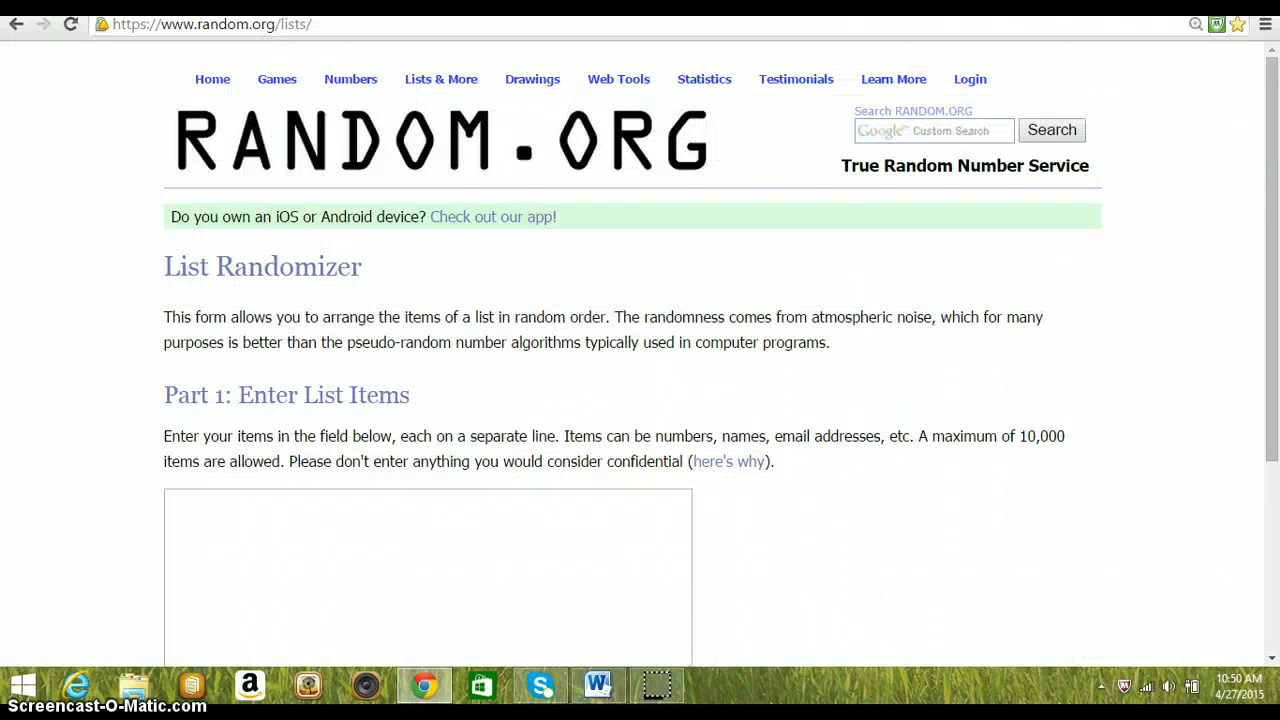 https://www.random.org/lists/
Home Games Numbers Lists & More Drawings Web Tools Statistics Testimonials Learn More Login
RANDOM.ORG
Search RANDOM.ORG
Google™ Custom Search Search
True Random Number Service
Do you own an iOS or Android device? Check out our app!
List Randomizer
This form allows you to arrange the items of a list in random order. The randomness comes from atmospheric noise, which for many
purposes is better than the pseudo-random number algorithms typically used in computer programs.
Part 1: Enter List Items
Enter your items in the field below, each on a separate line. Items can be numbers, names, email addresses, etc. A maximum of 10,000
items are allowed. Please don't enter anything you would consider confidential (here's why).
10:50 AM
4/27/2015
Screencast-O-Matic.com